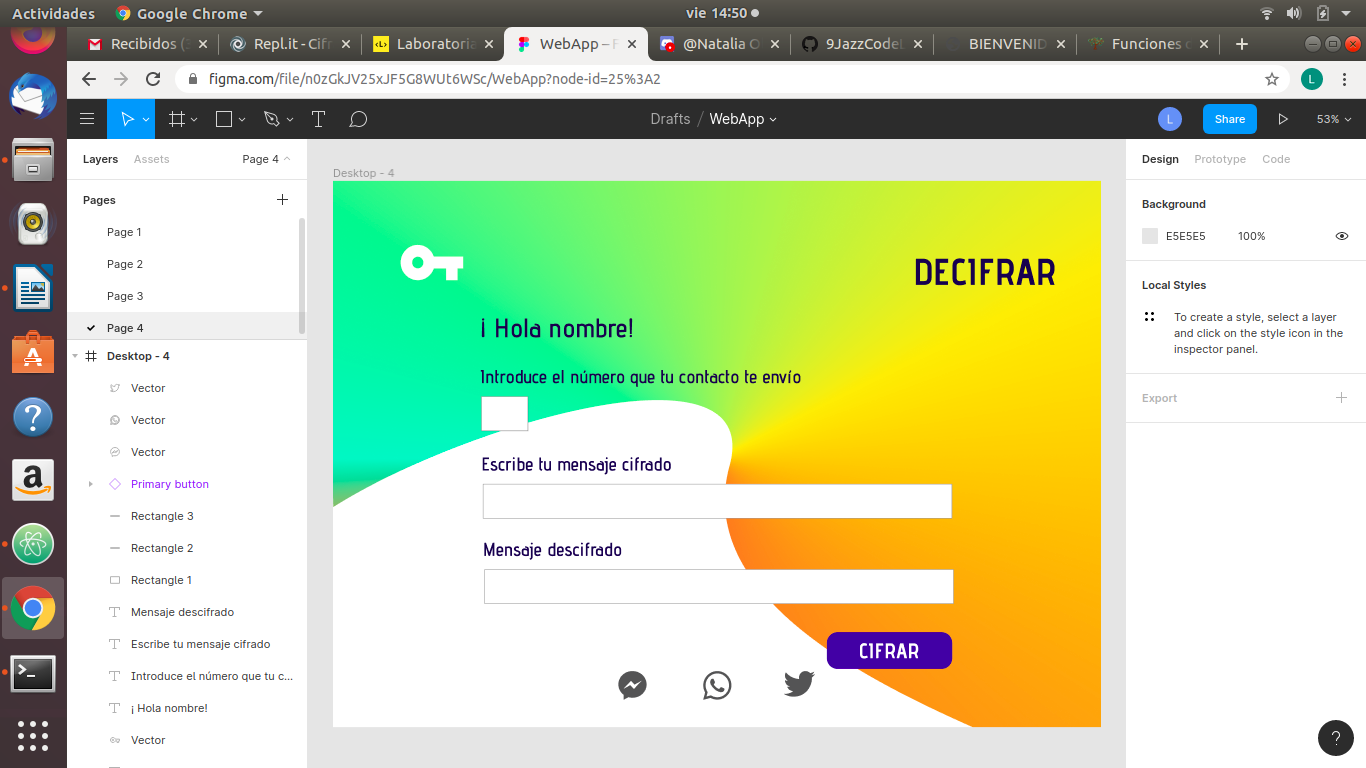 Actividades
Google Chrome
vie 14:50
Recibidos (3
Repl.it - Cifr
Laboratoria
WebApp – F
@Natalia O
9JazzCodeL
BIENVENID
Funciones d
figma.com/file/n0zGkJV25xJF5G8WUt6WSc/WebApp?node-id=25%3A2
L
Drafts / WebApp
L
Share
53%
Layers
Assets
Page 4
Design
Prototype
Code
Pages
Page 1
Page 2
Page 3
Page 4
Desktop - 4
Vector
Vector
Vector
Primary button
Rectangle 3
Rectangle 2
Rectangle 1
Mensaje descifrado
Escribe tu mensaje cifrado
Introduce el número que tu c...
¡ Hola nombre!
Vector
Desktop - 4
DECIFRAR
¡ Hola nombre!
Introduce el número que tu contacto te envío
Escribe tu mensaje cifrado
Mensaje descifrado
CIFRAR
Background
E5E5E5
100%
Local Styles
To create a style, select a layer
and click on the style icon in the
inspector panel.
Export
?